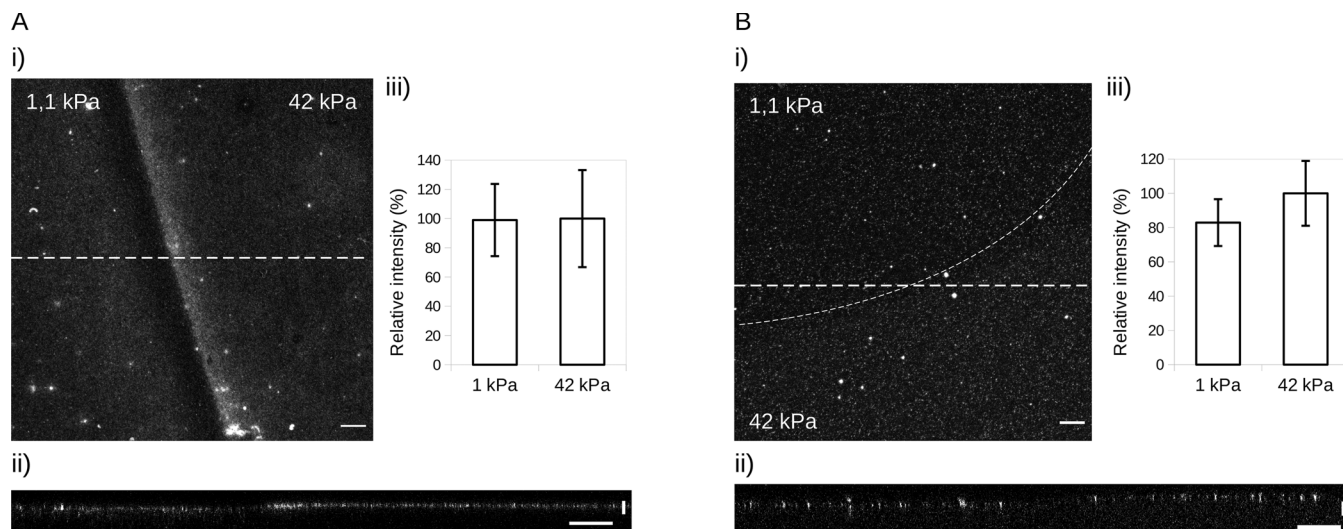 A
i)
1,1 kPa
42 kPa
iii)
Relative intensity (%)
140
120
100
80
60
40
20
0
1 kPa
42 kPa
ii)
B
i)
1,1 kPa
42 kPa
iii)
Relative intensity (%)
120
100
80
60
40
20
0
1 kPa
42 kPa
ii)